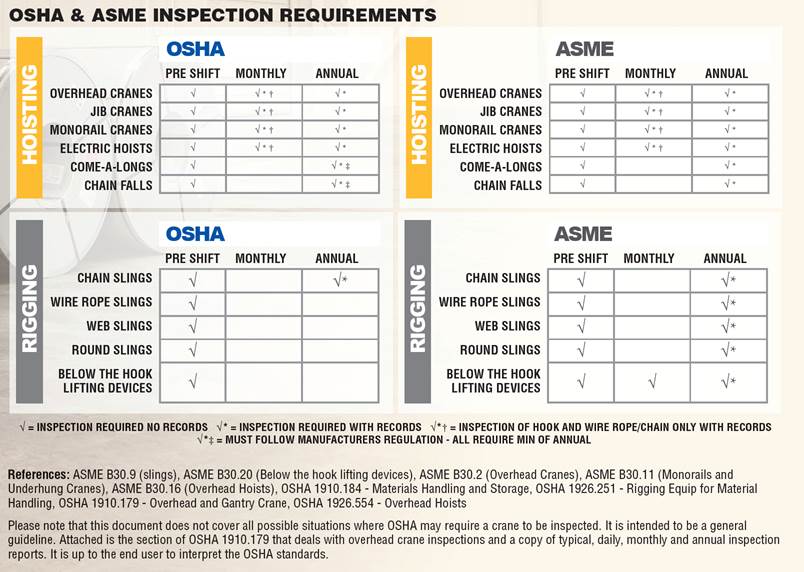 OSHA & ASME INSPECTION REQUIREMENTS
HOISTING
OSHA
PRE SHIFT MONTHLY ANNUAL
OVERHEAD CRANES √ √*† √*
JIB CRANES √ √*† √*
MONORAIL CRANES √ √*† √*
ELECTRIC HOISTS √ √*† √*
COME-A-LONGS √ √*‡
CHAIN FALLS √ √*‡
HOISTING
ASME
PRE SHIFT MONTHLY ANNUAL
OVERHEAD CRANES √ √*† √*
JIB CRANES √ √*† √*
MONORAIL CRANES √ √*† √*
ELECTRIC HOISTS √ √*† √*
COME-A-LONGS √ √*
CHAIN FALLS √ √*
RIGGING
OSHA
PRE SHIFT MONTHLY ANNUAL
CHAIN SLINGS √ √*
WIRE ROPE SLINGS √
WEB SLINGS √
ROUND SLINGS √
BELOW THE HOOK
LIFTING DEVICES √
RIGGING
ASME
PRE SHIFT MONTHLY ANNUAL
CHAIN SLINGS √ √*
WIRE ROPE SLINGS √ √*
WEB SLINGS √ √*
ROUND SLINGS √ √*
BELOW THE HOOK
LIFTING DEVICES √ √ √*
√ = INSPECTION REQUIRED NO RECORDS √* = INSPECTION REQUIRED WITH RECORDS √*† = INSPECTION OF HOOK AND WIRE ROPE/CHAIN ONLY WITH RECORDS
√*‡ = MUST FOLLOW MANUFACTURERS REGULATION - ALL REQUIRE MIN OF ANNUAL
References: ASME B30.9 (slings), ASME B30.20 (Below the hook lifting devices), ASME B30.2 (Overhead Cranes), ASME B30.11 (Monorails and
Underhung Cranes), ASME B30.16 (Overhead Hoists), OSHA 1910.184 - Materials Handling and Storage, OSHA 1926.251 - Rigging Equip for Material
Handling, OSHA 1910.179 - Overhead and Gantry Crane, OSHA 1926.554 - Overhead Hoists
Please note that this document does not cover all possible situations where OSHA may require a crane to be inspected. It is intended to be a general
guideline. Attached is the section of OSHA 1910.179 that deals with overhead crane inspections and a copy of typical, daily, monthly and annual inspection
reports. It is up to the end user to interpret the OSHA standards.